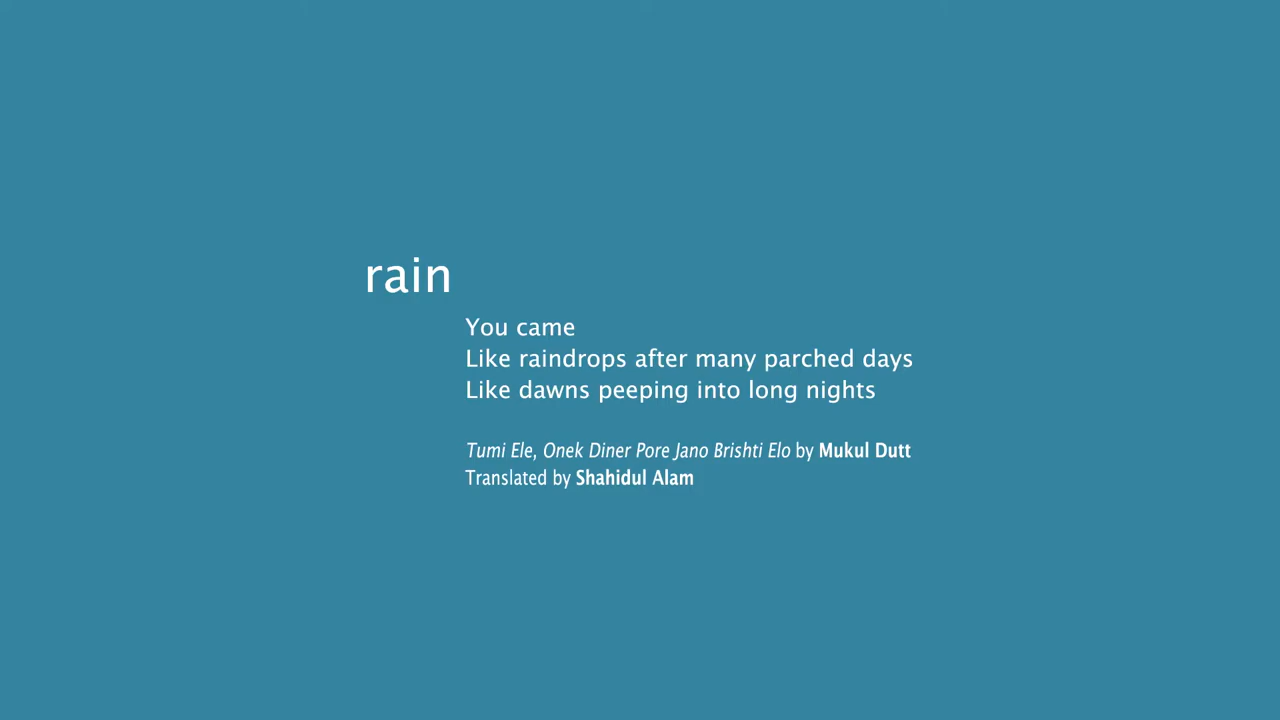 rain
You came
Like raindrops after many parched days
Like dawns peeping into long nights
Tumi Ele, Onek Diner Pore Jano Brishti Elo by Mukul Dutt
Translated by Shahidul Alam